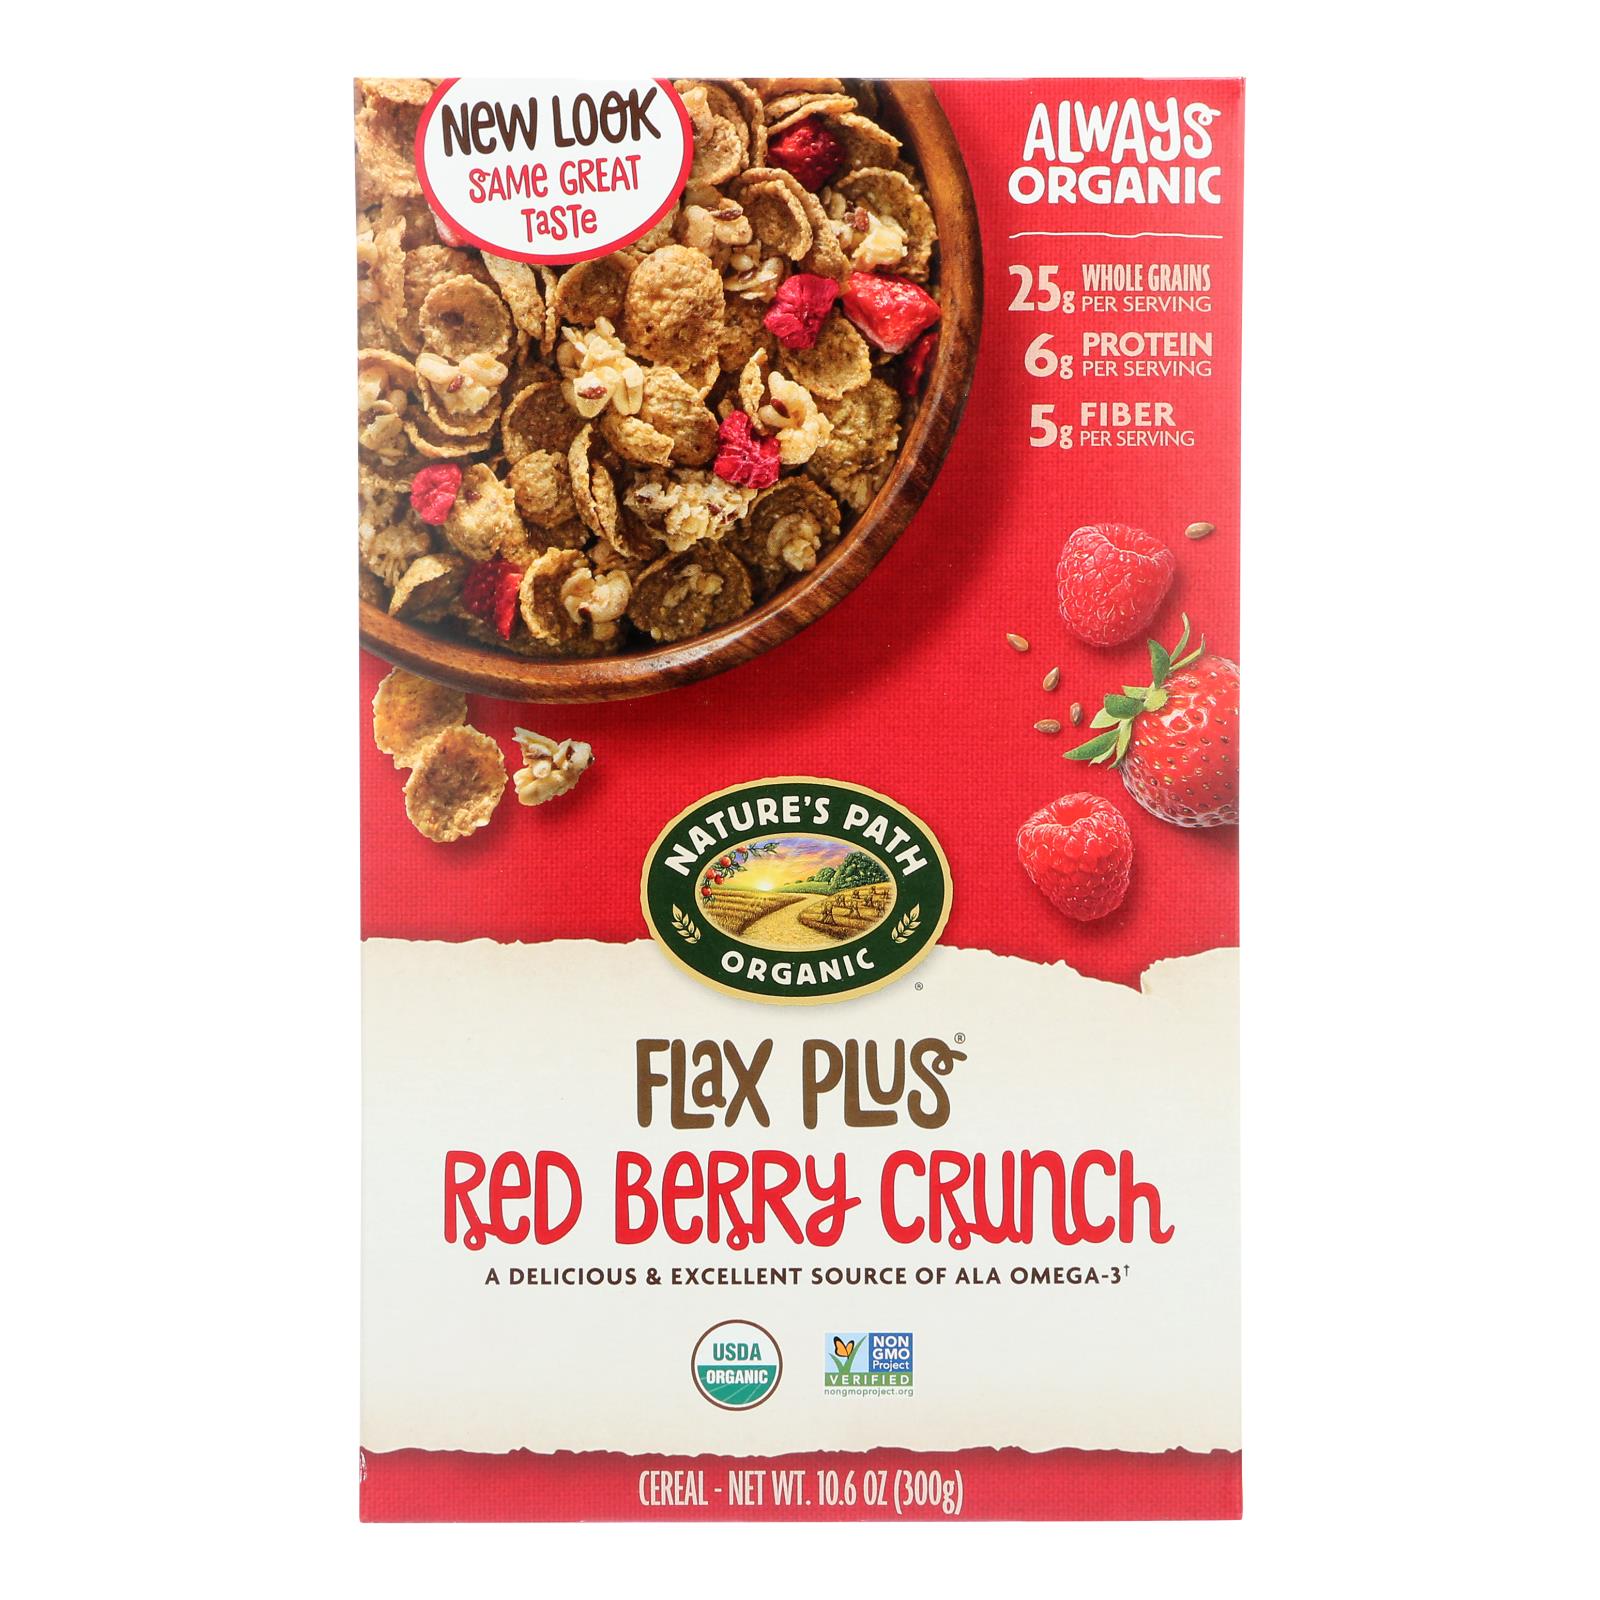 NEW LOOK
SAME GREAT
TASTE
ALWAYS
ORGANIC
25g WHOLE GRAINS
PER SERVING
6g PROTEIN
PER SERVING
5g FIBER
PER SERVING
NATURE'S PATH
ORGANIC
®
FLAX PLUS®
RED BERRY CRUNCH
A DELICIOUS & EXCELLENT SOURCE OF ALA OMEGA-3†
USDA
ORGANIC
NON
GMO
Project
VERIFIED
nongmoproject.org
CEREAL - NET WT. 10.6 OZ (300g)